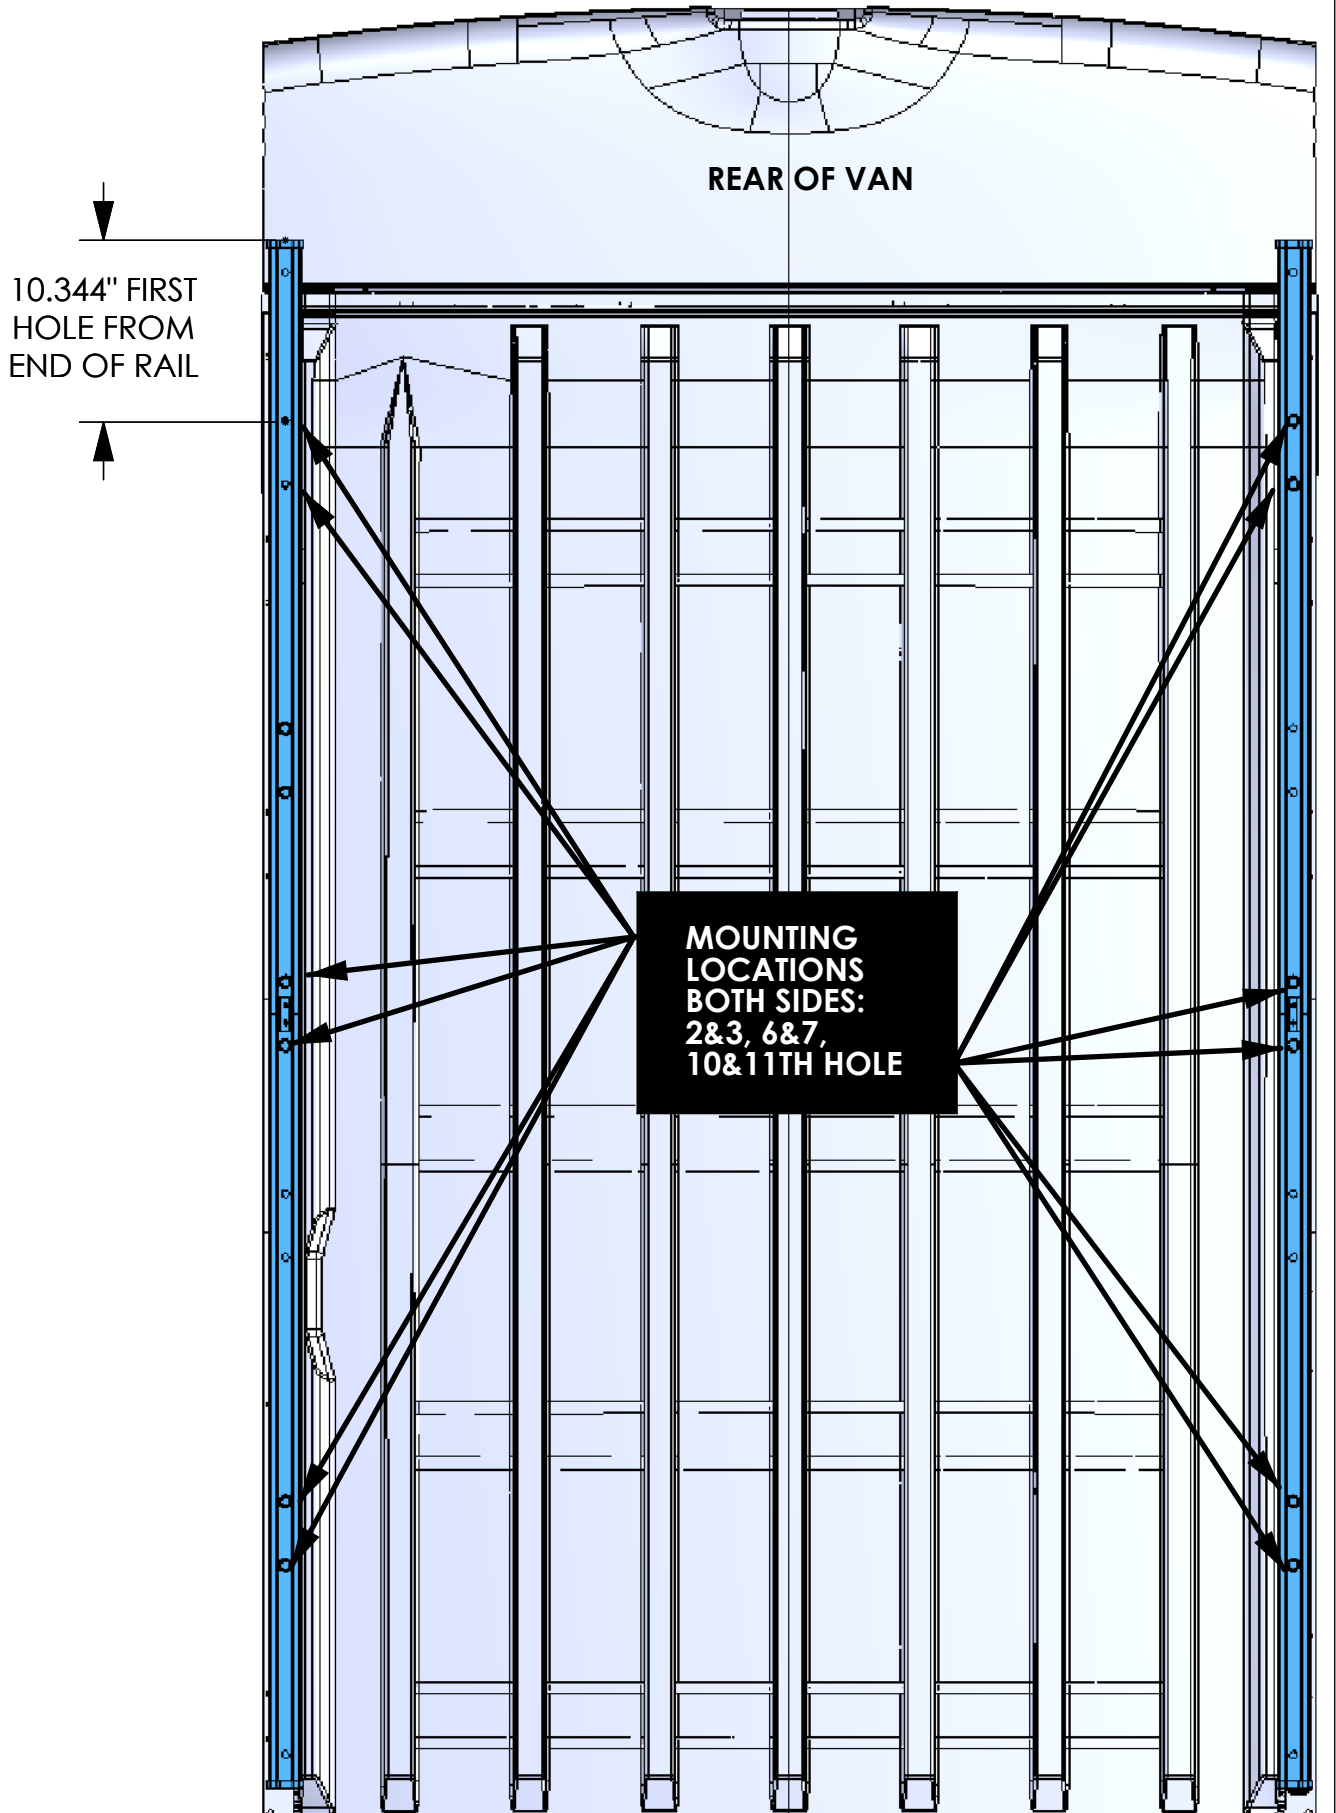 REAR OF VAN
10.344" FIRST
HOLE FROM
END OF RAIL
MOUNTING
LOCATIONS
BOTH SIDES:
2&3, 6&7,
10&11TH HOLE